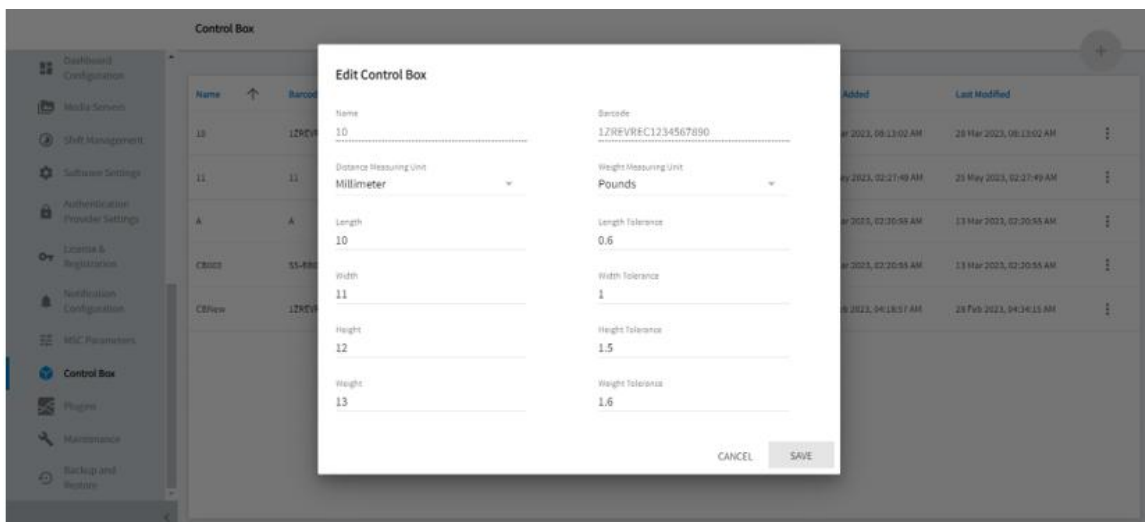 Control Box
Dashboard
Configuration
Media Servers
Shift Management
Software Settings
Authentication
Provider Settings
License &
Registration
Notification
Configuration
MSC Parameters
Control Box
Plugins
Maintenance
Backup and
Restore
Name Barcod Added Last Modified
10 1ZREVR 28 Mar 2023, 08:13:02 AM
11 11 25 May 2023, 02:27:49 AM
A A 13 Mar 2023, 02:20:55 AM
13 Mar 2023, 02:20:55 AM
CBNew 1ZREVR 28 Feb 2023, 04:34:15 AM
Edit Control Box
Name Barcode
10 1ZREVREC1234567890
Distance Measuring Unit Weight Measuring Unit
Millimeter Pounds
Length Length Tolerance
10 0.6
Width Width Tolerance
11 1
Height Height Tolerance
12 1.5
Weight Weight Tolerance
13 1.6
CANCEL SAVE